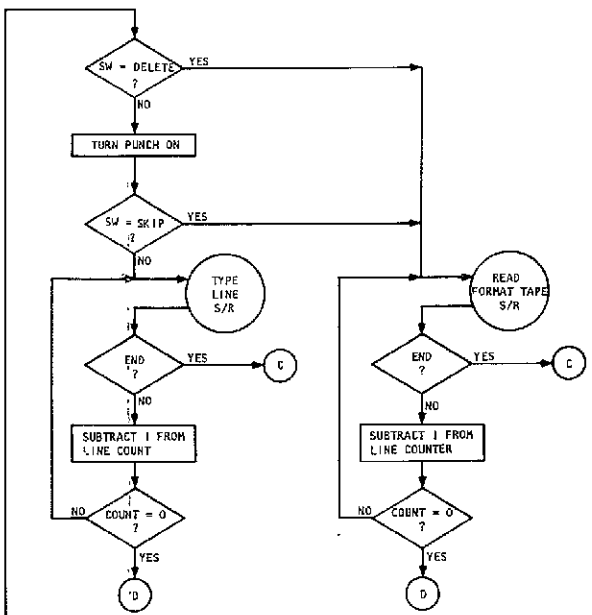 SW = DELETE
?
YES
NO
TURN PUNCH ON
SW = SKIP
?
YES
NO
TYPE
LINE
S/R
END
?
YES
C
NO
SUBTRACT 1 FROM
LINE COUNT
COUNT = 0
?
NO
YES
D
READ
FORMAT TAPE
S/R
END
?
YES
C
NO
SUBTRACT 1 FROM
LINE COUNTER
COUNT = 0
?
NO
YES
D